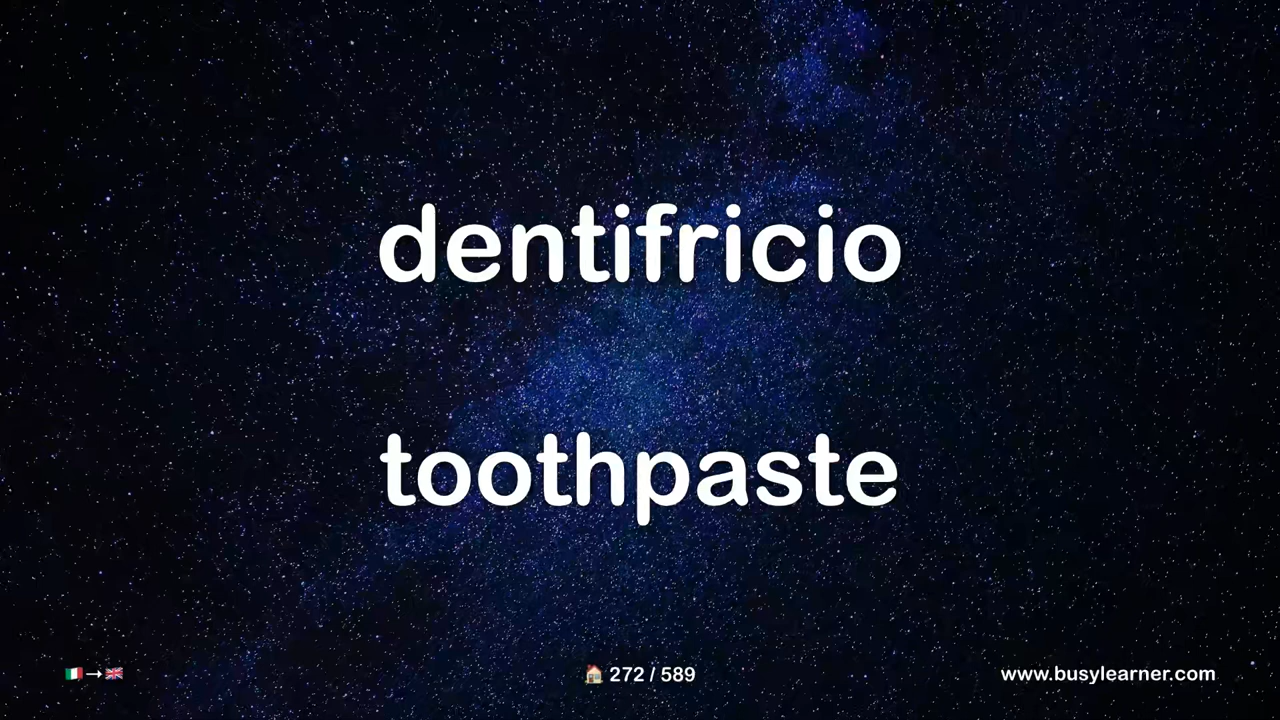 dentifricio
toothpaste
🇮🇹→🇬🇧 🏠 272 / 589 www.busylearner.com